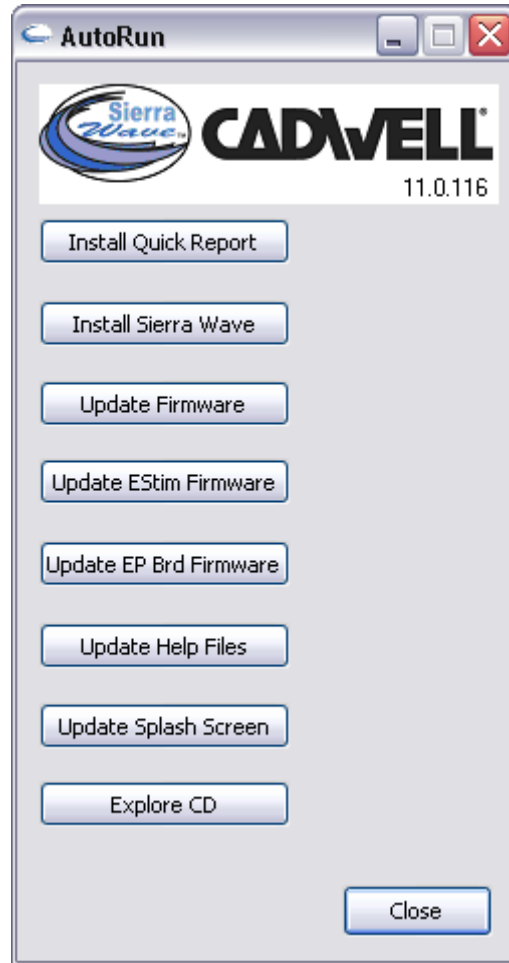 AutoRun
Sierra
Wave™
CADWELL®
11.0.116
Install Quick Report
Install Sierra Wave
Update Firmware
Update EStim Firmware
Update EP Brd Firmware
Update Help Files
Update Splash Screen
Explore CD
Close